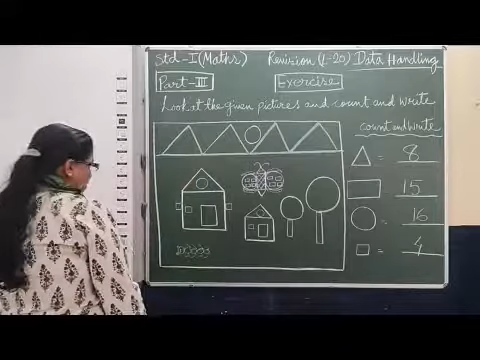 Std-I (Maths) Revision (L-20) Data Handling
Part-III Exercise
Look at the given pictures and count and write
count and write
= 8
= 15
= 16
= 4